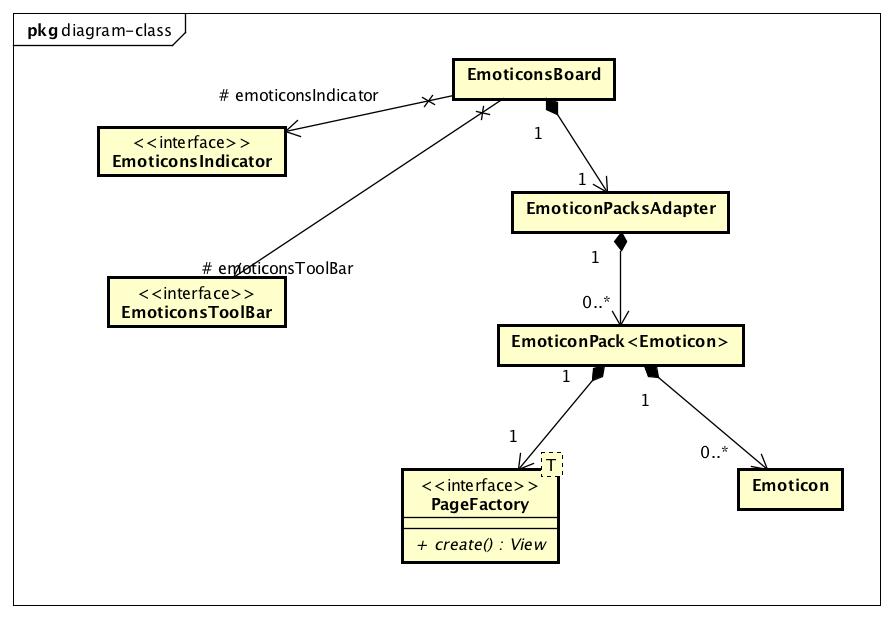 pkg diagram-class
EmoticonsBoard
# emoticonsIndicator
<<interface>>
EmoticonsIndicator
1
1
EmoticonPacksAdapter
1
# emoticonsToolBar
<<interface>>
EmoticonsToolBar
0..*
EmoticonPack<Emoticon>
1
1
1
0..*
T
<<interface>>
PageFactory
+ create() : View
Emoticon